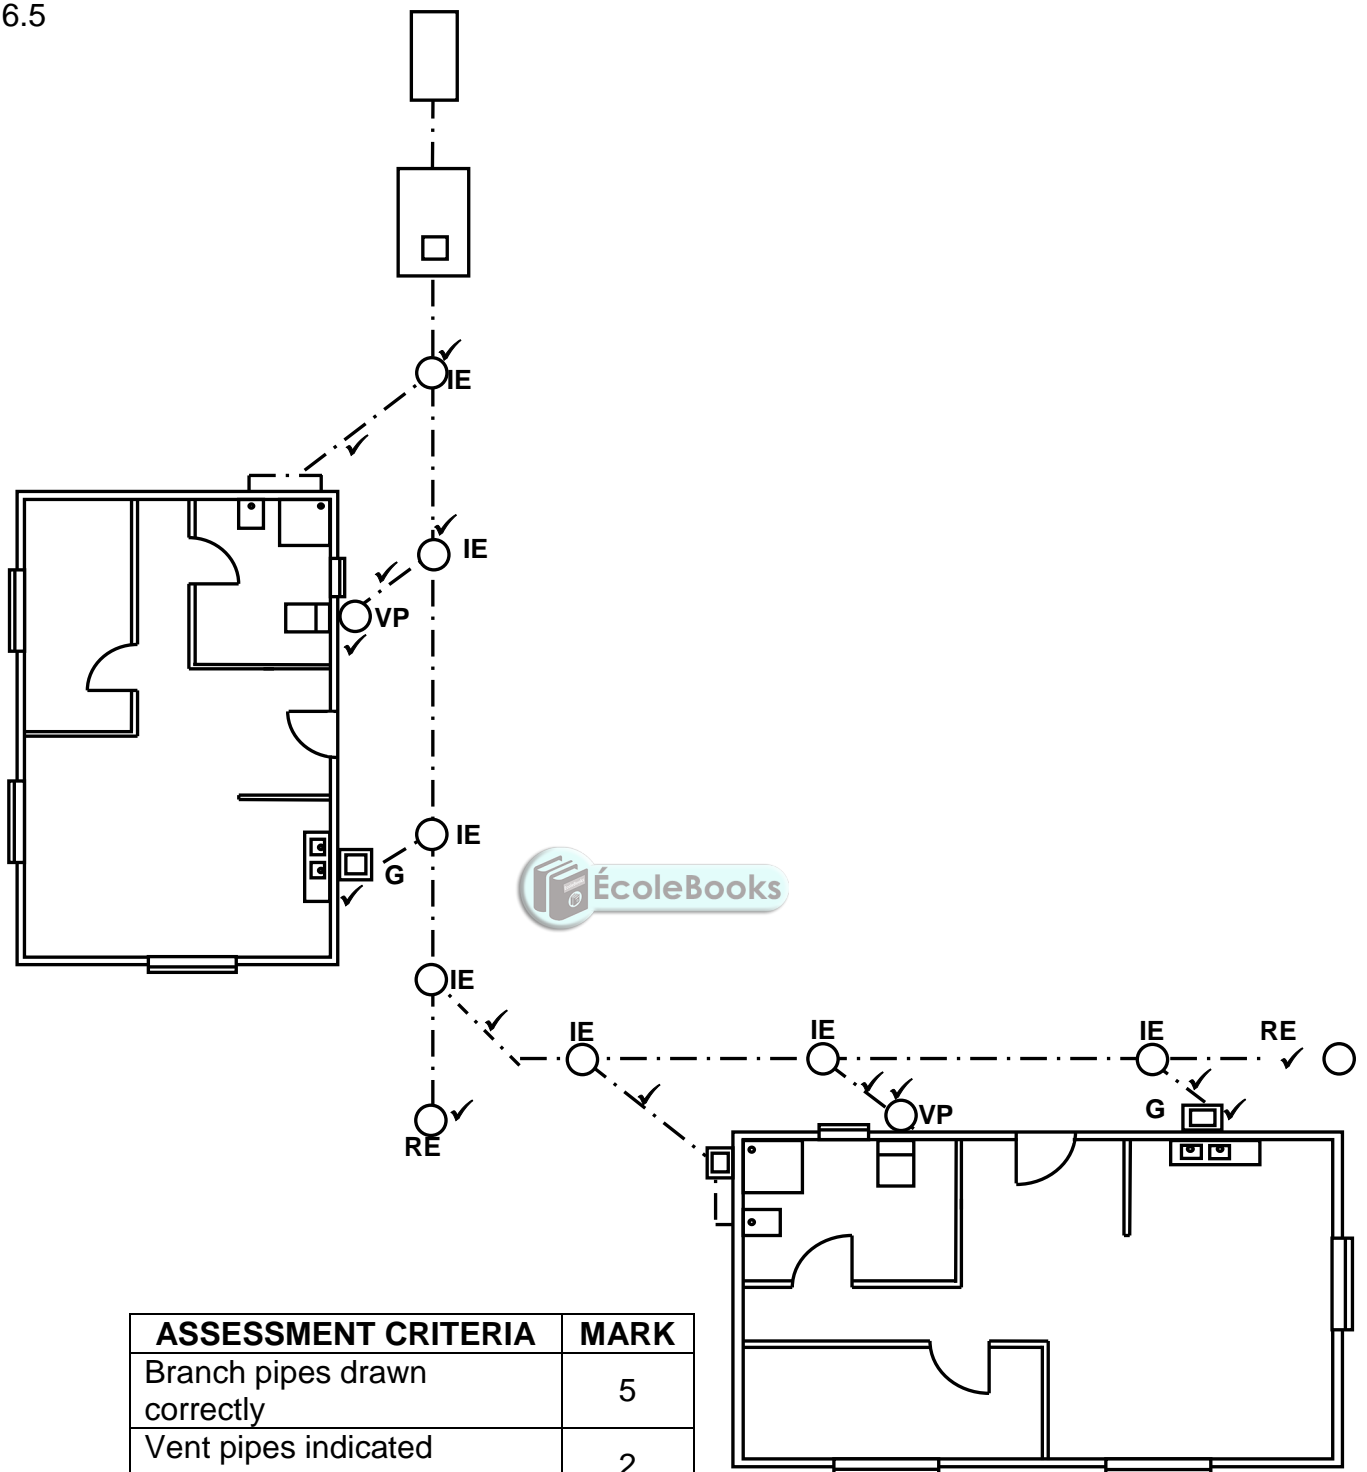 6.5
IE
IE
VP
IE
G
ÉcoleBooks
IE
IE
IE
IE
RE
G
VP
RE
ASSESSMENT CRITERIA MARK
Branch pipes drawn
correctly
5
Vent pipes indicated
2